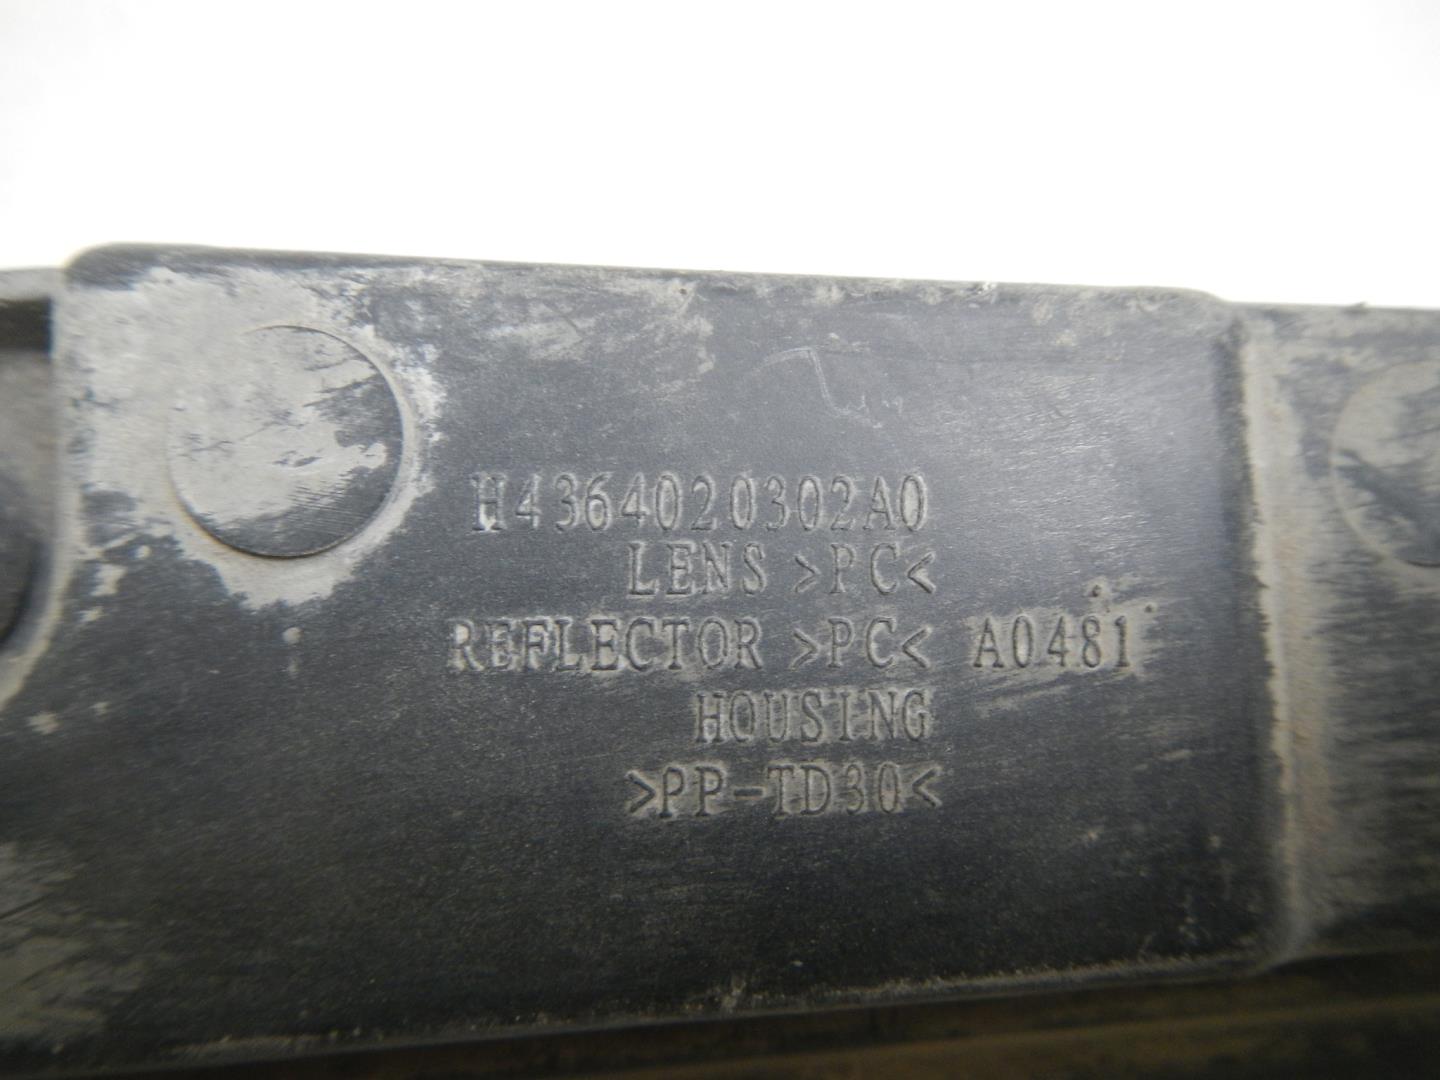 H4364020302A0
LENS >PC<
REFLECTOR >PC< A0481
HOUSING
>PP-TD30<